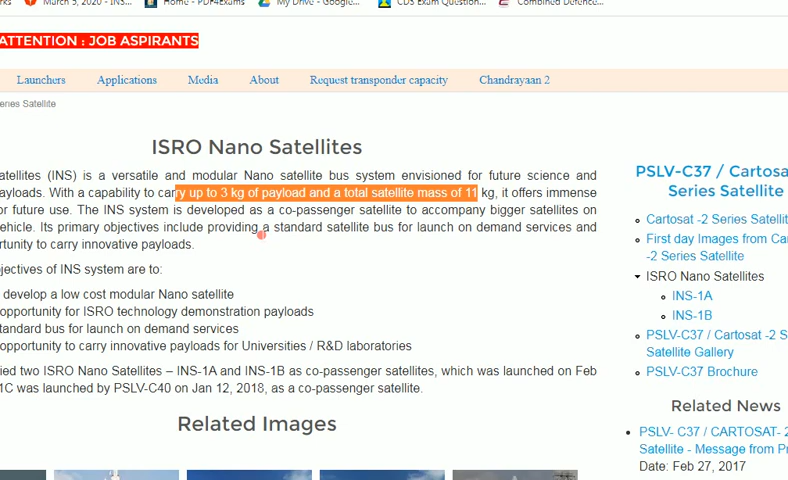 March 5, 2020 - INS...
Home - PDF4Exams
My Drive - Google...
CDS Exam Question...
Combined Defence...
ATTENTION : JOB ASPIRANTS
Launchers
Applications
Media
About
Request transponder capacity
Chandrayaan 2
Series Satellite
ISRO Nano Satellites
atellites (INS) is a versatile and modular Nano satellite bus system envisioned for future science and
ayloads. With a capability to carry up to 3 kg of payload and a total satellite mass of 11 kg, it offers immense
or future use. The INS system is developed as a co-passenger satellite to accompany bigger satellites on
ehicle. Its primary objectives include providing a standard satellite bus for launch on demand services and
rtunity to carry innovative payloads.
jectives of INS system are to:
develop a low cost modular Nano satellite
opportunity for ISRO technology demonstration payloads
tandard bus for launch on demand services
opportunity to carry innovative payloads for Universities / R&D laboratories
ied two ISRO Nano Satellites – INS-1A and INS-1B as co-passenger satellites, which was launched on Feb
1C was launched by PSLV-C40 on Jan 12, 2018, as a co-passenger satellite.
Related Images
PSLV-C37 / Cartosa
Series Satellite
Cartosat -2 Series Satellit
First day Images from Ca
-2 Series Satellite
ISRO Nano Satellites
INS-1A
INS-1B
PSLV-C37 / Cartosat -2 S
Satellite Gallery
PSLV-C37 Brochure
Related News
PSLV- C37 / CARTOSAT- 2
Satellite - Message from Pr
Date: Feb 27, 2017